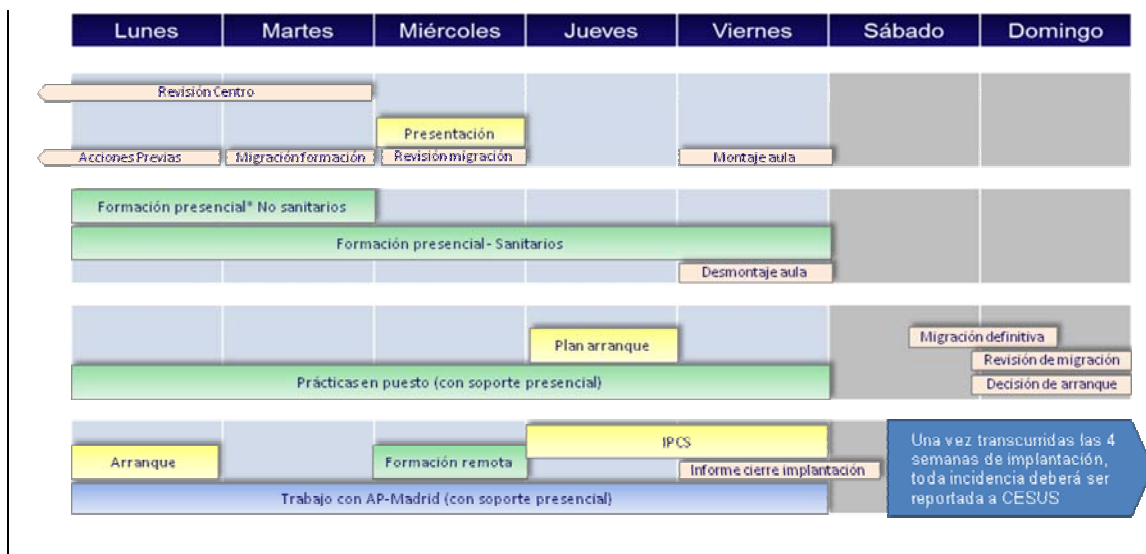 Lunes Martes Miércoles Jueves Viernes Sábado Domingo
Revisión Centro
Presentación
Acciones Previas Migración formación Revisión migración Montaje aula
Formación presencial* No sanitarios
Formación presencial - Sanitarios
Desmontaje aula
Migración definitiva
Plan arranque
Revisión de migración
Prácticas en puesto (con soporte presencial)
Decisión de arranque
IPCS
Arranque Formación remota
Informe cierre implantación
Trabajo con AP-Madrid (con soporte presencial)
Una vez transcurridas las 4
semanas de implantación,
toda incidencia deberá ser
reportada a CESUS